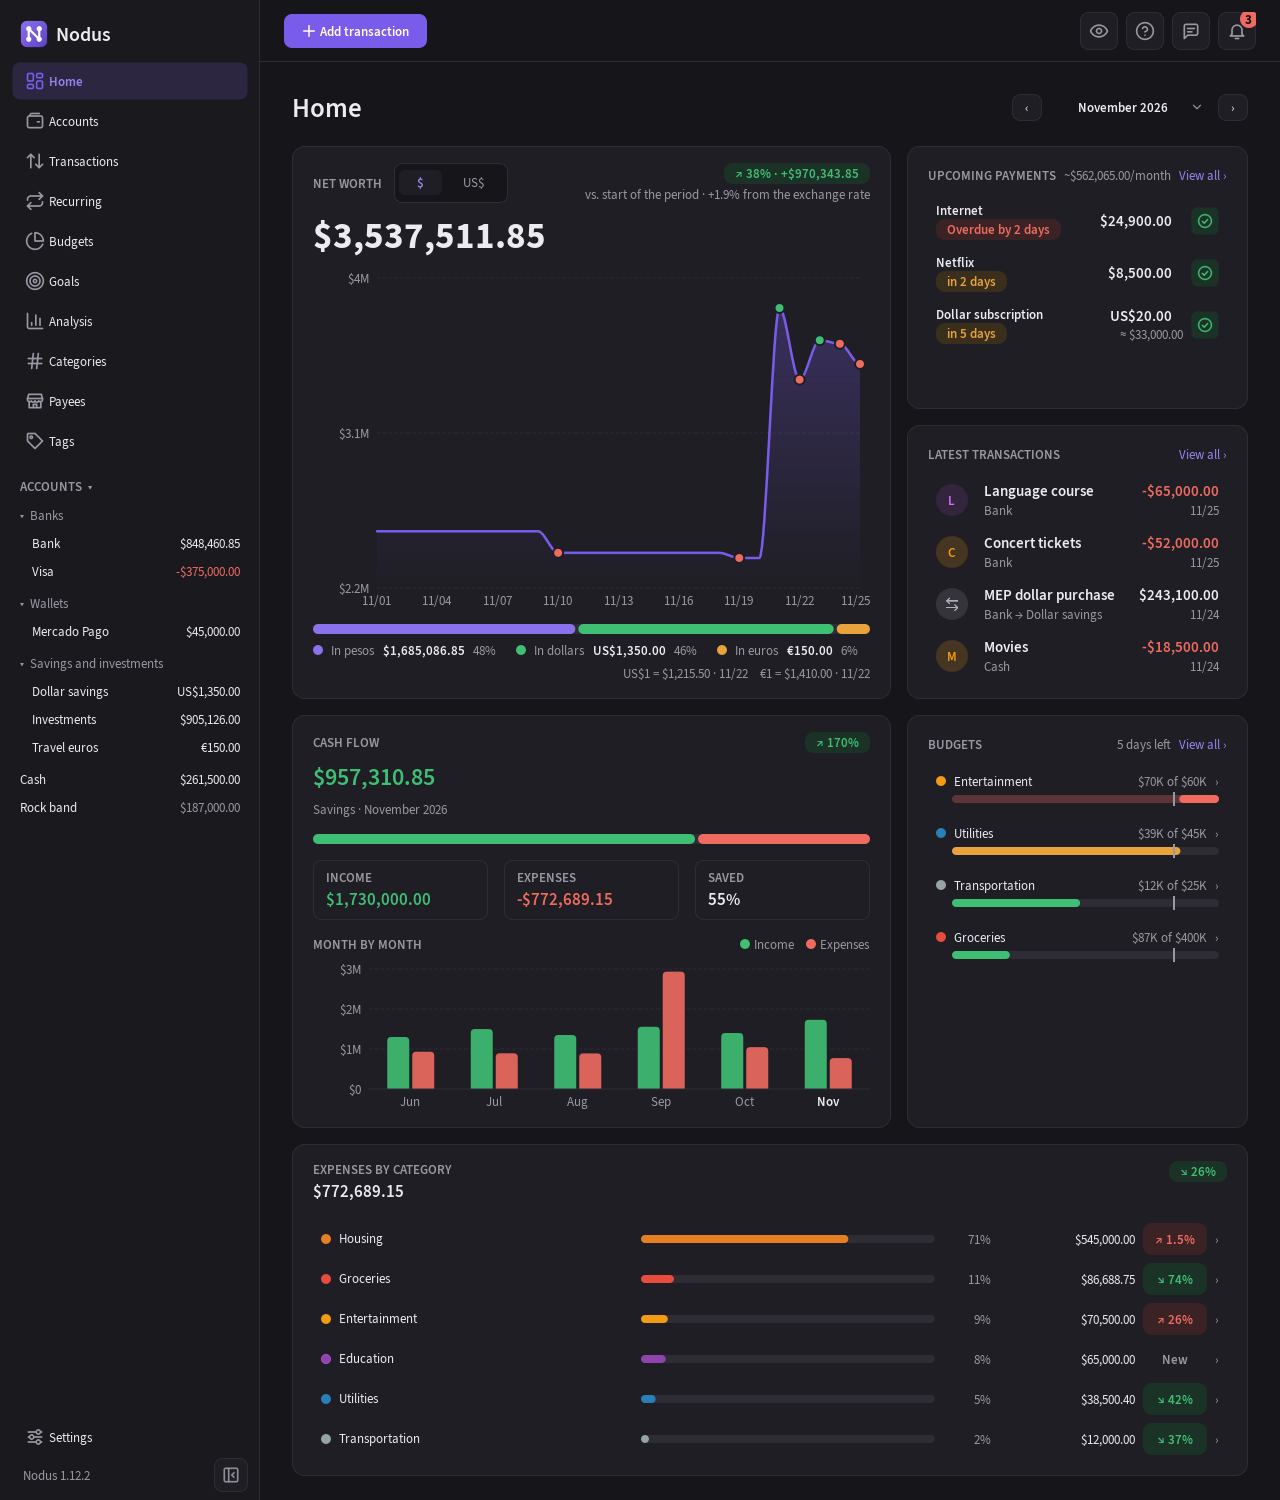 Nodus
Home
Accounts
Transactions
Recurring
Budgets
Goals
Analysis
Categories
Payees
Tags
ACCOUNTS
Banks
Bank $848,460.85
Visa -$375,000.00
Wallets
Mercado Pago $45,000.00
Savings and investments
Dollar savings US$1,350.00
Investments $905,126.00
Travel euros €150.00
Cash $261,500.00
Rock band $187,000.00
Settings
Nodus 1.12.2
+ Add transaction
3
Home
‹ November 2026 ›
NET WORTH $ US$
↗ 38% · +$970,343.85
vs. start of the period · +1.9% from the exchange rate
$3,537,511.85
$4M
$3.1M
$2.2M
11/01 11/04 11/07 11/10 11/13 11/16 11/19 11/22 11/25
In pesos $1,685,086.85 48% In dollars US$1,350.00 46% In euros €150.00 6%
US$1 = $1,215.50 · 11/22 €1 = $1,410.00 · 11/22
UPCOMING PAYMENTS ~$562,065.00/month View all ›
Internet
Overdue by 2 days
$24,900.00
Netflix
in 2 days
$8,500.00
Dollar subscription
in 5 days
US$20.00
≈ $33,000.00
LATEST TRANSACTIONS View all ›
L Language course -$65,000.00
Bank 11/25
C Concert tickets -$52,000.00
Bank 11/25
MEP dollar purchase $243,100.00
Bank → Dollar savings 11/24
M Movies -$18,500.00
Cash 11/24
CASH FLOW ↗ 170%
$957,310.85
Savings · November 2026
INCOME
$1,730,000.00
EXPENSES
-$772,689.15
SAVED
55%
MONTH BY MONTH Income Expenses
$3M
$2M
$1M
$0
Jun Jul Aug Sep Oct Nov
BUDGETS 5 days left View all ›
Entertainment $70K of $60K ›
Utilities $39K of $45K ›
Transportation $12K of $25K ›
Groceries $87K of $400K ›
EXPENSES BY CATEGORY ↘ 26%
$772,689.15
Housing 71% $545,000.00 ↗ 1.5% ›
Groceries 11% $86,688.75 ↘ 74% ›
Entertainment 9% $70,500.00 ↗ 26% ›
Education 8% $65,000.00 New ›
Utilities 5% $38,500.40 ↘ 42% ›
Transportation 2% $12,000.00 ↘ 37% ›